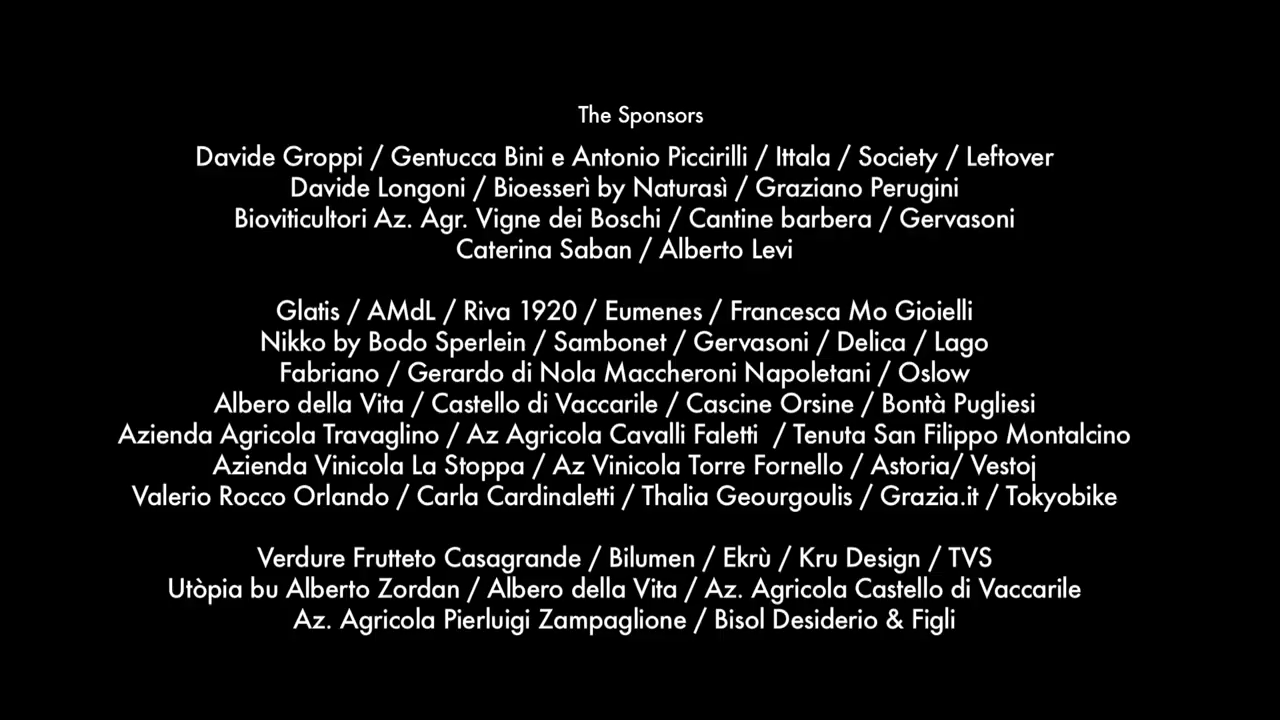 The Sponsors
Davide Groppi / Gentucca Bini e Antonio Piccirilli / Ittala / Society / Leftover
Davide Longoni / Bioesserì by Naturasì / Graziano Perugini
Bioviticultori Az. Agr. Vigne dei Boschi / Cantine barbera / Gervasoni
Caterina Saban / Alberto Levi
Glatis / AMdL / Riva 1920 / Eumenes / Francesca Mo Gioielli
Nikko by Bodo Sperlein / Sambonet / Gervasoni / Delica / Lago
Fabriano / Gerardo di Nola Maccheroni Napoletani / Oslow
Albero della Vita / Castello di Vaccarile / Cascine Orsine / Bontà Pugliesi
Azienda Agricola Travaglino / Az Agricola Cavalli Faletti  / Tenuta San Filippo Montalcino
Azienda Vinicola La Stoppa / Az Vinicola Torre Fornello / Astoria/ Vestoj
Valerio Rocco Orlando / Carla Cardinaletti / Thalia Geourgoulis / Grazia.it / Tokyobike
Verdure Frutteto Casagrande / Bilumen / Ekrù / Kru Design / TVS
Utòpia bu Alberto Zordan / Albero della Vita / Az. Agricola Castello di Vaccarile
Az. Agricola Pierluigi Zampaglione / Bisol Desiderio & Figli